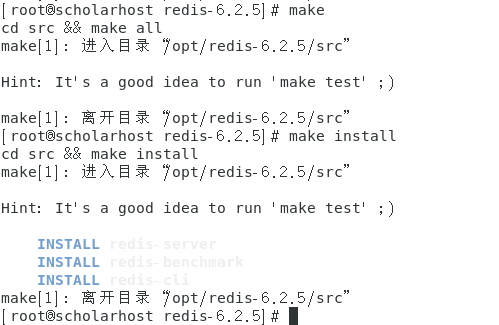 [root@scholarhost redis-6.2.5]# make
cd src && make all
make[1]: 进入目录“/opt/redis-6.2.5/src”
Hint: It's a good idea to run 'make test' ;)
make[1]: 离开目录“/opt/redis-6.2.5/src”
[root@scholarhost redis-6.2.5]# make install
cd src && make install
make[1]: 进入目录“/opt/redis-6.2.5/src”
Hint: It's a good idea to run 'make test' ;)
INSTALL redis-server
INSTALL redis-benchmark
INSTALL redis-cli
make[1]: 离开目录“/opt/redis-6.2.5/src”
[root@scholarhost redis-6.2.5]#